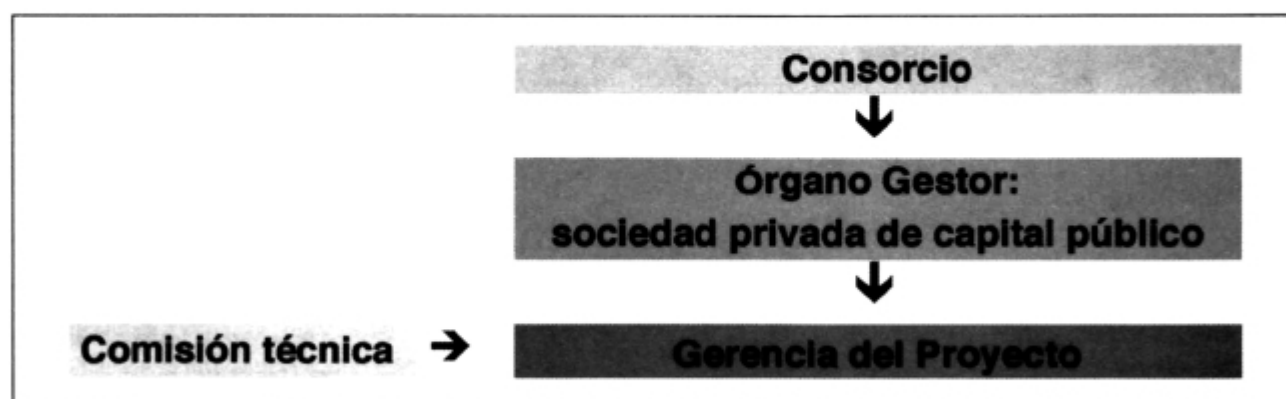 Consorcio
Órgano Gestor:
sociedad privada de capital público
Comisión técnica → Gerencia del Proyecto